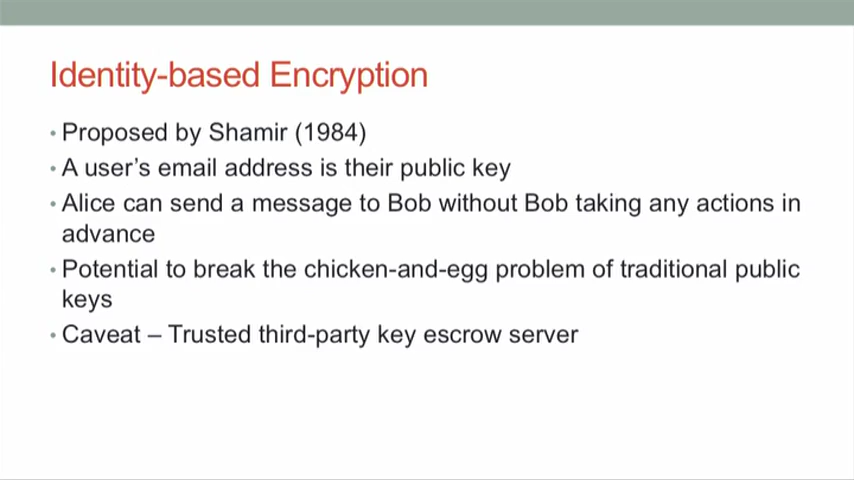 Identity-based Encryption
• Proposed by Shamir (1984)
• A user’s email address is their public key
• Alice can send a message to Bob without Bob taking any actions in
advance
• Potential to break the chicken-and-egg problem of traditional public
keys
• Caveat – Trusted third-party key escrow server